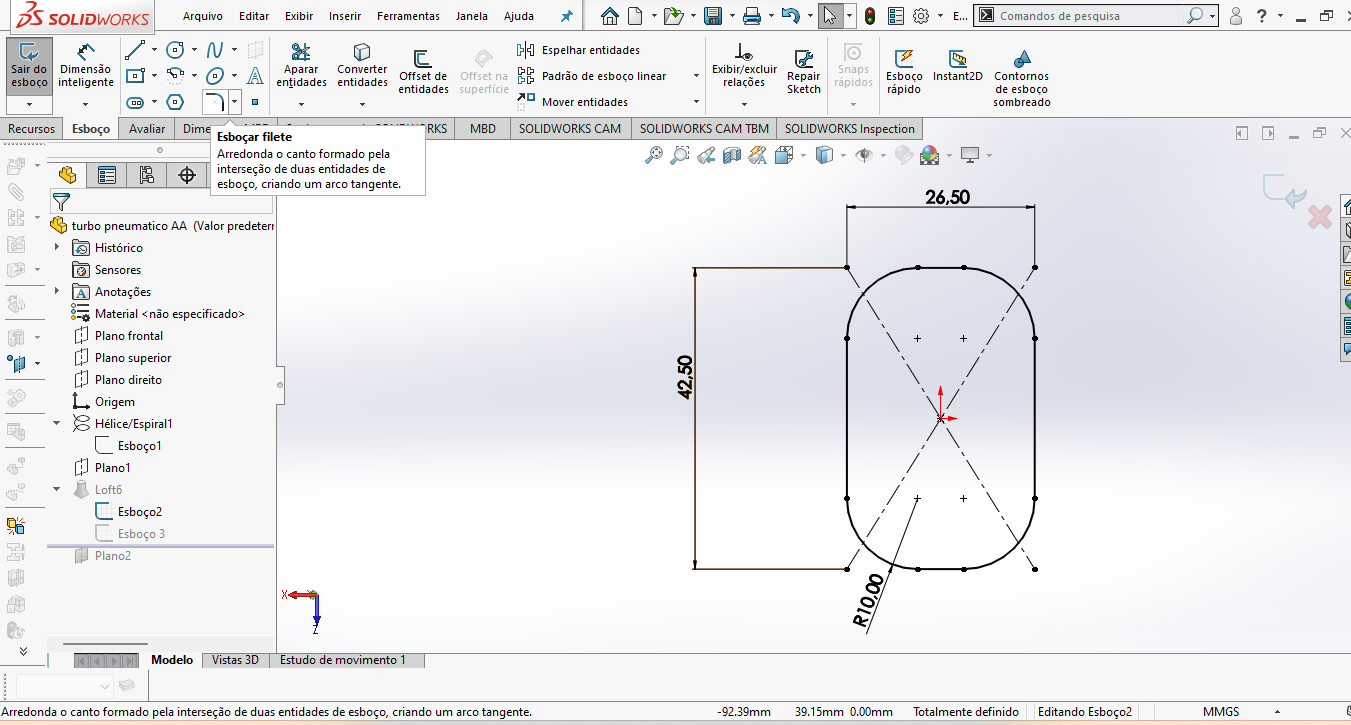 SOLIDWORKS
Arquivo Editar Exibir Inserir Ferramentas Janela Ajuda
E...
Comandos de pesquisa
?
Sair do esboço
Dimensão inteligente
Aparar entidades
Converter entidades
Offset de entidades
Offset na superfície
Espelhar entidades
Padrão de esboço linear
Mover entidades
Exibir/excluir relações
Repair Sketch
Snaps rápidos
Esboço rápido
Instant2D
Contornos de esboço sombreado
Recursos Esboço Avaliar MBD SOLIDWORKS CAM SOLIDWORKS CAM TBM SOLIDWORKS Inspection
Esboçar filete
Arredonda o canto formado pela
interseção de duas entidades de
esboço, criando um arco tangente.
turbo pneumatico AA (Valor predeterr
Histórico
Sensores
Anotações
Material <não especificado>
Plano frontal
Plano superior
Plano direito
Origem
Hélice/Espiral1
Esboço1
Plano1
Loft6
Esboço2
Esboço 3
Plano2
26,50
42,50
R10,00
X
Z
Modelo Vistas 3D Estudo de movimento 1
Arredonda o canto formado pela interseção de duas entidades de esboço, criando um arco tangente.
-92.39mm 39.15mm 0.00mm Totalmente definido Editando Esboço2 MMGS